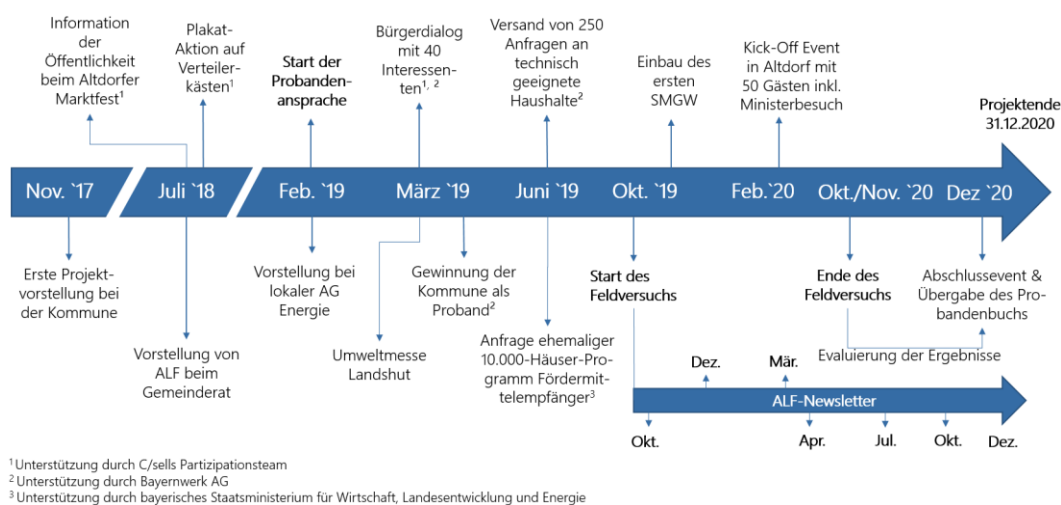 Information
der
Öffentlichkeit
beim Altdorfer
Marktfest¹
Plakat-
Aktion auf
Verteiler-
kästen¹
Start der
Probanden-
ansprache
Bürgerdialog
mit 40
Interessen-
ten¹˒ ²
Versand von 250
Anfragen an
technisch
geeignete
Haushalte²
Einbau des
ersten
SMGW
Kick-Off Event
in Altdorf mit
50 Gästen inkl.
Ministerbesuch
Projektende
31.12.2020
Nov. `17
Juli `18
Feb. `19
März `19
Juni `19
Okt. `19
Feb.`20
Okt./Nov. `20
Dez `20
Erste Projekt-
vorstellung bei
der Kommune
Vorstellung von
ALF beim
Gemeinderat
Vorstellung bei
lokaler AG
Energie
Umweltmesse
Landshut
Gewinnung der
Kommune als
Proband²
Anfrage ehemaliger
10.000-Häuser-Pro-
gramm Fördermit-
telempfänger³
Start des
Feldversuchs
Ende des
Feldversuchs
Abschlussevent &
Übergabe des Pro-
bandenbuchs
Evaluierung der Ergebnisse
Dez.
Mär.
ALF-Newsletter
Okt.
Apr.
Jul.
Okt.
Dez.
¹ Unterstützung durch C/sells Partizipationsteam
² Unterstützung durch Bayernwerk AG
³ Unterstützung durch bayerisches Staatsministerium für Wirtschaft, Landesentwicklung und Energie